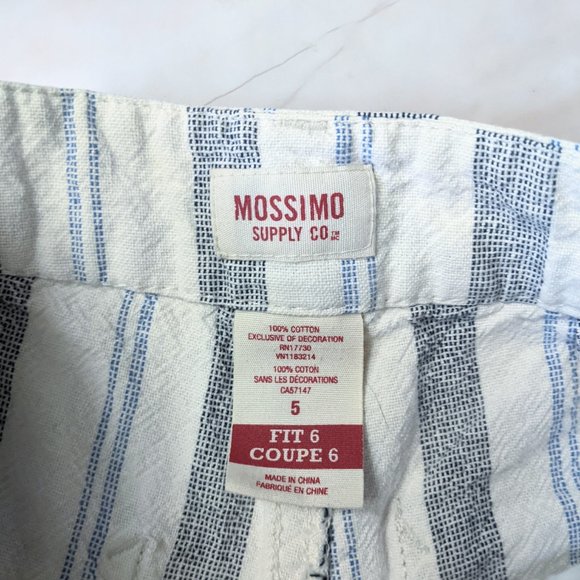 MOSSIMO
SUPPLY CO
100% COTTON
EXCLUSIVE OF DECORATION
RN17730
VN1183214
100% COTON
SANS LES DÉCORATIONS
CA57147
5
FIT 6
COUPE 6
MADE IN CHINA
FABRIQUÉ EN CHINE